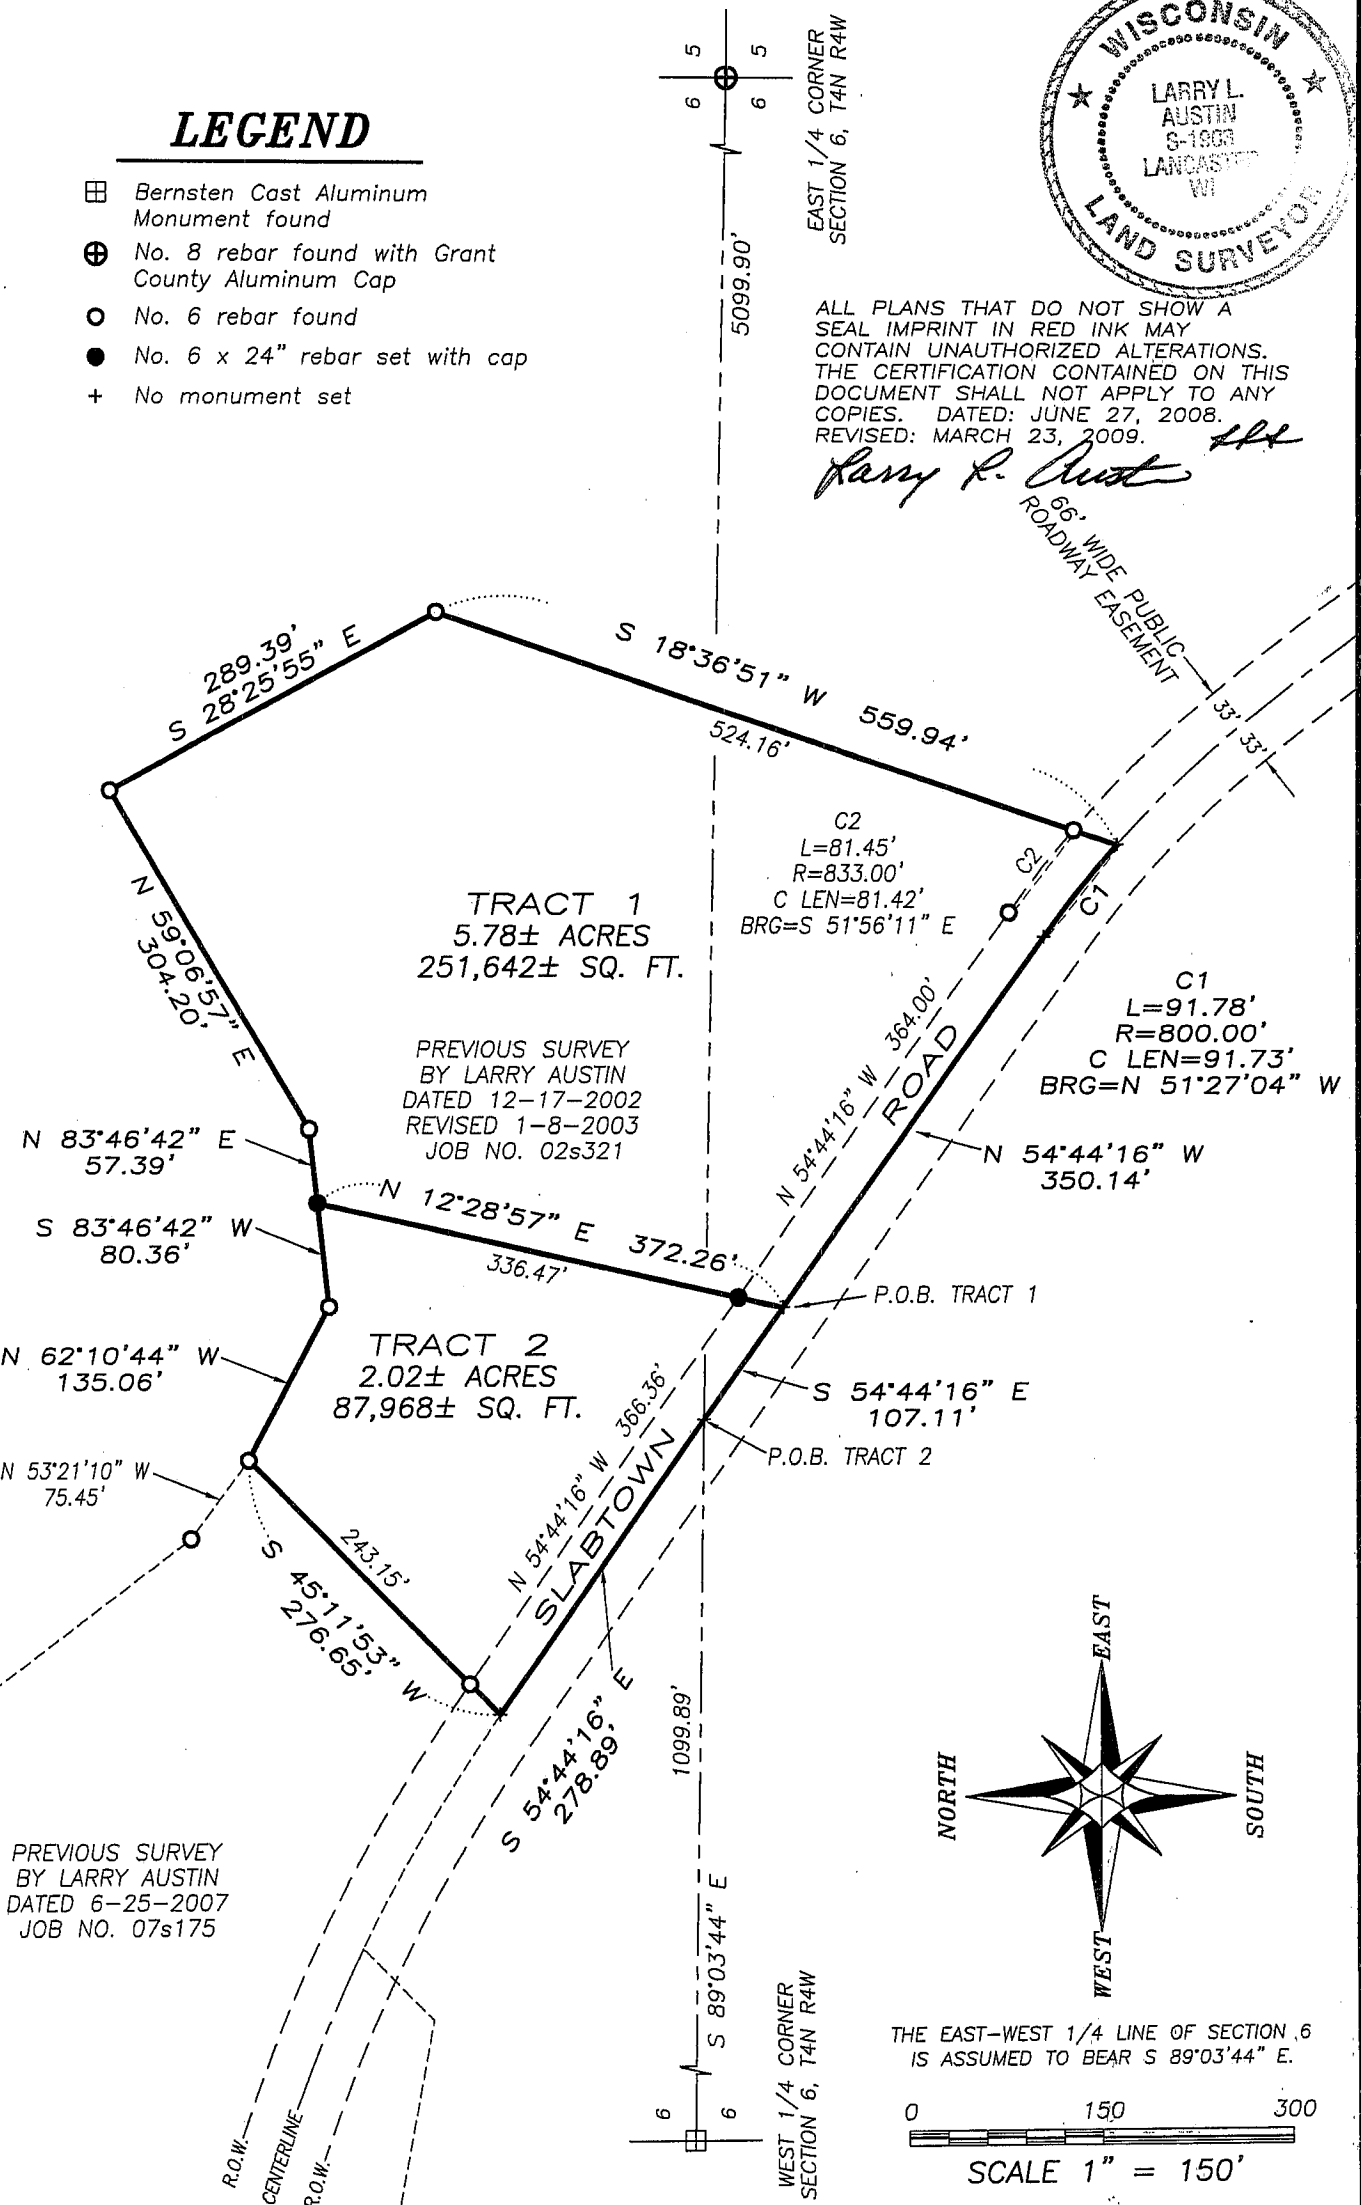 LEGEND
Bernsten Cast Aluminum
Monument found
No. 8 rebar found with Grant
County Aluminum Cap
No. 6 rebar found
No. 6 x 24" rebar set with cap
No monument set
5 5
6 6
EAST 1/4 CORNER
SECTION 6, T4N R4W
5099.90'
WISCONSIN
LARRY L.
AUSTIN
S-1903
LANCASTER
WI
LAND SURVEYOR
ALL PLANS THAT DO NOT SHOW A
SEAL IMPRINT IN RED INK MAY
CONTAIN UNAUTHORIZED ALTERATIONS.
THE CERTIFICATION CONTAINED ON THIS
DOCUMENT SHALL NOT APPLY TO ANY
COPIES. DATED: JUNE 27, 2008.
REVISED: MARCH 23, 2009.
Larry L. Austin
66' WIDE PUBLIC
ROADWAY EASEMENT
33' 33'
289.39'
S 28°25'55" E
S 18°36'51" W 559.94'
524.16'
C2
L=81.45'
R=833.00'
C LEN=81.42'
BRG=S 51°56'11" E
C2
C1
TRACT 1
5.78± ACRES
251,642± SQ. FT.
N 59°06'57" E
304.20'
C1
L=91.78'
R=800.00'
C LEN=91.73'
BRG=N 51°27'04" W
PREVIOUS SURVEY
BY LARRY AUSTIN
DATED 12-17-2002
REVISED 1-8-2003
JOB NO. 02s321
N 54°44'16" W 364.00'
ROAD
N 83°46'42" E
57.39'
N 54°44'16" W
350.14'
N 12°28'57" E 372.26'
336.47'
S 83°46'42" W
80.36'
P.O.B. TRACT 1
TRACT 2
2.02± ACRES
87,968± SQ. FT.
N 62°10'44" W
135.06'
S 54°44'16" E
107.11'
N 54°44'16" W 366.36'
SLABTOWN
P.O.B. TRACT 2
N 53°21'10" W
75.45'
243.15'
S 45°11'53" W
276.65'
S 54°44'16" E
278.89'
1099.89'
EAST
NORTH
SOUTH
WEST
PREVIOUS SURVEY
BY LARRY AUSTIN
DATED 6-25-2007
JOB NO. 07s175
S 89°03'44" E
WEST 1/4 CORNER
SECTION 6, T4N R4W
6 6
THE EAST-WEST 1/4 LINE OF SECTION 6
IS ASSUMED TO BEAR S 89°03'44" E.
0 150 300
SCALE 1" = 150'
R.O.W.
CENTERLINE
R.O.W.